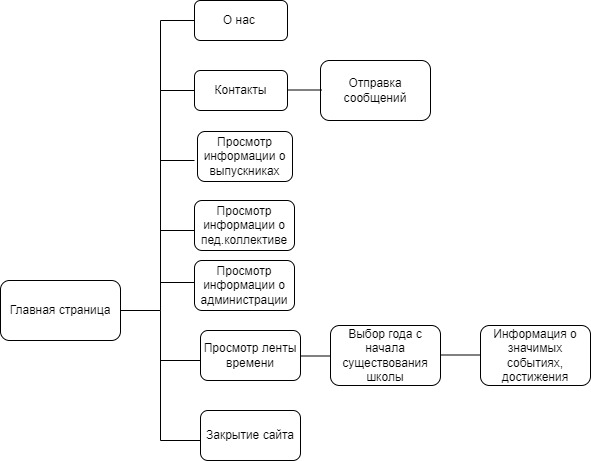 О нас
Контакты
Отправка
сообщений
Просмотр
информации о
выпускниках
Просмотр
информации о
пед.коллективе
Просмотр
информации о
администрации
Главная страница
Просмотр ленты
времени
Выбор года с
начала
существования
школы
Информация о
значимых
событиях,
достижения
Закрытие сайта